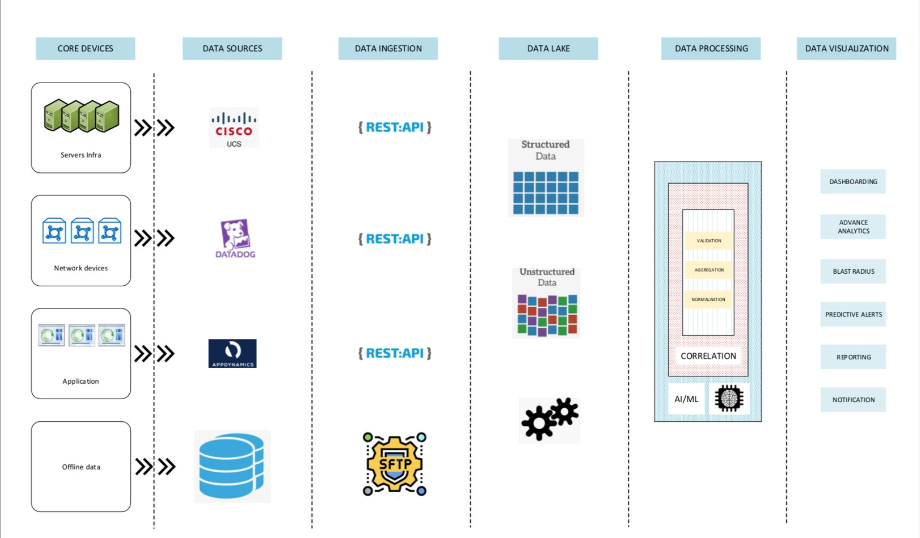 CORE DEVICES
DATA SOURCES
DATA INGESTION
DATA LAKE
DATA PROCESSING
DATA VISUALIZATION
Servers Infra
CISCO
UCS
{ REST:API }
Network devices
DATADOG
{ REST:API }
Application
APPDYNAMICS
{ REST:API }
Offline data
SFTP
Structured
Data
Unstructured
Data
VALIDATION
AGGREGATION
NORMALISATION
CORRELATION
AI/ML
DASHBOARDING
ADVANCE
ANALYTICS
BLAST RADIUS
PREDICTIVE ALERTS
REPORTING
NOTIFICATION